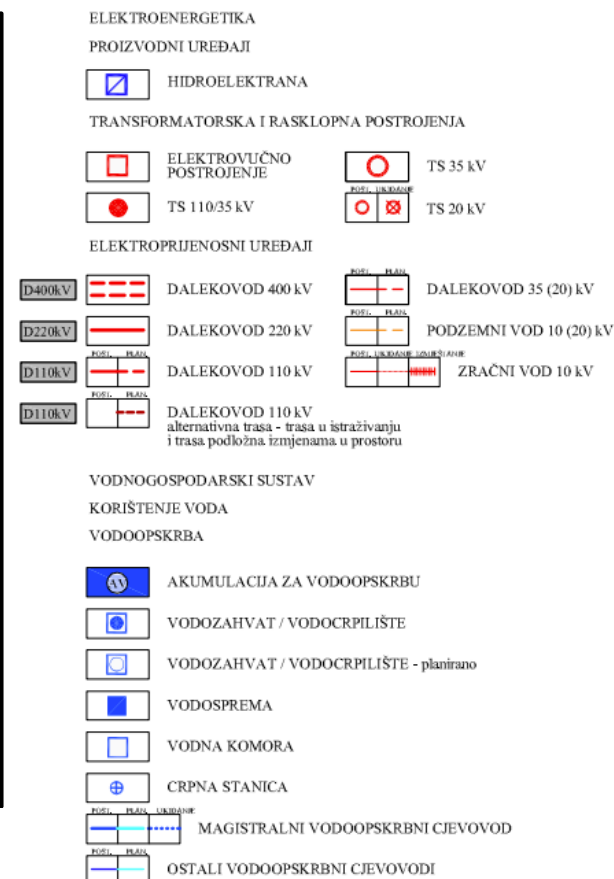 ELEKTROENERGETIKA
PROIZVODNI UREĐAJI
HIDROELEKTRANA
TRANSFORMATORSKA I RASKLOPNA POSTROJENJA
ELEKTROVUČNO
POSTROJENJE
TS 35 kV
TS 110/35 kV
POST. UKIDANJE
TS 20 kV
ELEKTROPRIJENOSNI UREĐAJI
D400kV DALEKOVOD 400 kV
POST. PLAN.
DALEKOVOD 35 (20) kV
D220kV DALEKOVOD 220 kV
POST. PLAN.
PODZEMNI VOD 10 (20) kV
POST. PLAN.
D110kV DALEKOVOD 110 kV
POST. UKIDANJE IZMJEŠTANJE
ZRAČNI VOD 10 kV
POST. PLAN.
D110kV DALEKOVOD 110 kV
alternativna trasa - trasa u istraživanju
i trasa podložna izmjenama u prostoru
VODNOGOSPODARSKI SUSTAV
KORIŠTENJE VODA
VODOOPSKRBA
AV AKUMULACIJA ZA VODOOPSKRBU
VODOZAHVAT / VODOCRPILIŠTE
VODOZAHVAT / VODOCRPILIŠTE - planirano
VODOSPREMA
VODNA KOMORA
CRPNA STANICA
POST. PLAN. UKIDANJE
MAGISTRALNI VODOOPSKRBNI CJEVOVOD
POST. PLAN.
OSTALI VODOOPSKRBNI CJEVOVODI